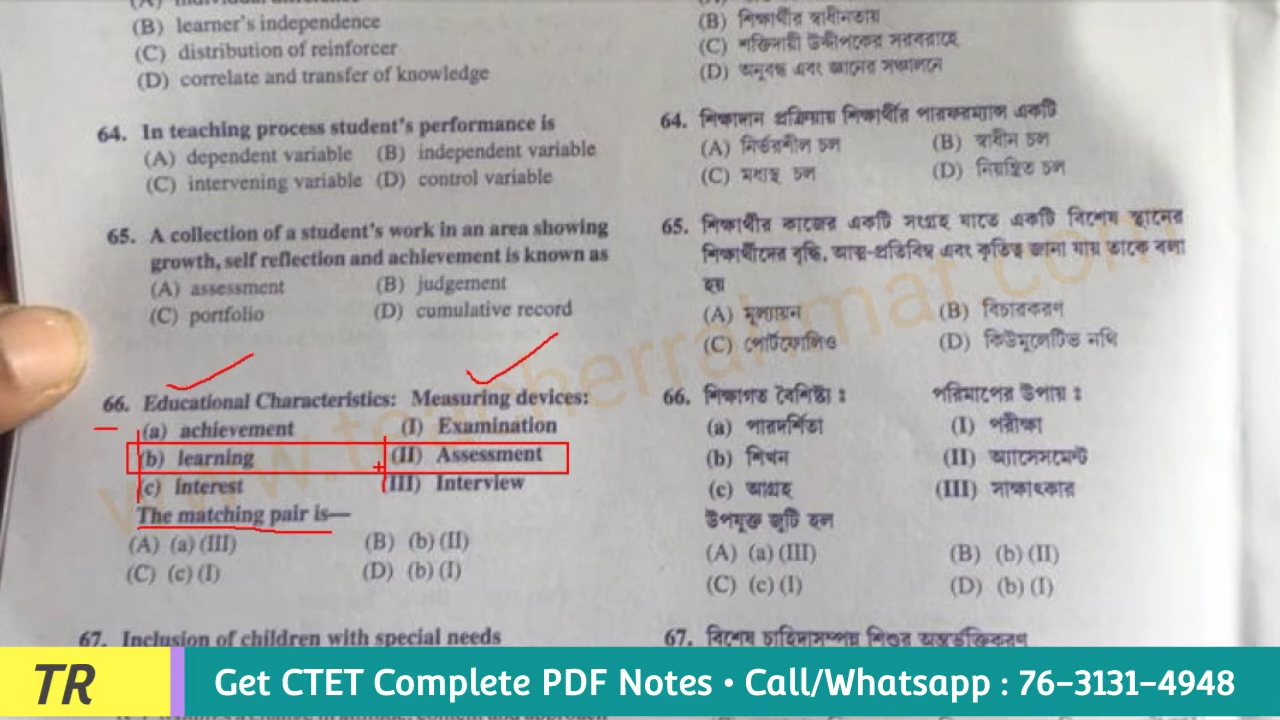 (B) learner's independence
(C) distribution of reinforcer
(D) correlate and transfer of knowledge
64. In teaching process student's performance is
(A) dependent variable (B) independent variable
(C) intervening variable (D) control variable
65. A collection of a student's work in an area showing
growth, self reflection and achievement is known as
(A) assessment (B) judgement
(C) portfolio (D) cumulative record
66. Educational Characteristics: Measuring devices:
(a) achievement (I) Examination
(b) learning (II) Assessment
(c) interest (III) Interview
The matching pair is—
(A) (a) (III) (B) (b) (II)
(C) (c) (I) (D) (b) (I)
67. Inclusion of children with special needs
(B) শিক্ষার্থীর স্বাধীনতায়
(C) শক্তিদায়ী উদ্দীপকের সরবরাহে
(D) অনুবন্ধ এবং জ্ঞানের সঞ্চালনে
64. শিক্ষাদান প্রক্রিয়ায় শিক্ষার্থীর পারফরম্যান্স একটি
(A) নির্ভরশীল চল (B) স্বাধীন চল
(C) মধ্যস্থ চল (D) নিয়ন্ত্রিত চল
65. শিক্ষার্থীর কাজের একটি সংগ্রহ যাতে একটি বিশেষ স্থানের
শিক্ষার্থীদের বৃদ্ধি, আত্ম-প্রতিবিম্ব এবং কৃতিত্ব জানা যায় তাকে বলা
হয়
(A) মূল্যায়ন (B) বিচারকরণ
(C) পোর্টফোলিও (D) কিউমুলেটিভ নথি
66. শিক্ষাগত বৈশিষ্ট্য : পরিমাপের উপায় :
(a) পারদর্শিতা (I) পরীক্ষা
(b) শিখন (II) অ্যাসেসমেন্ট
(c) আগ্রহ (III) সাক্ষাৎকার
উপযুক্ত জুটি হল
(A) (a) (III) (B) (b) (II)
(C) (c) (I) (D) (b) (I)
67. বিশেষ চাহিদাসম্পন্ন শিশুর অন্তর্ভুক্তিকরণ
www.teacherrahmat.com
TR Get CTET Complete PDF Notes • Call/Whatsapp : 76-3131-4948